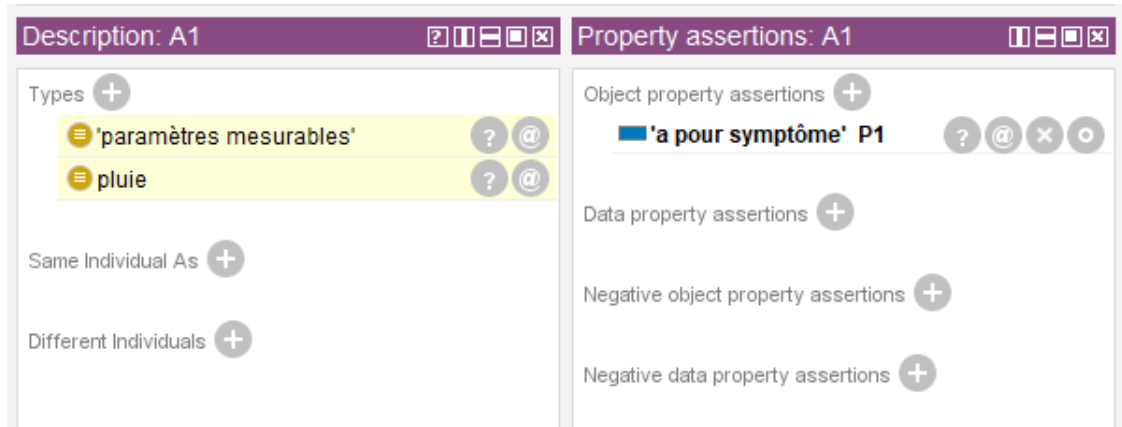 Description: A1
Types
'paramètres mesurables'
pluie
Same Individual As
Different Individuals
Property assertions: A1
Object property assertions
'a pour symptôme' P1
Data property assertions
Negative object property assertions
Negative data property assertions